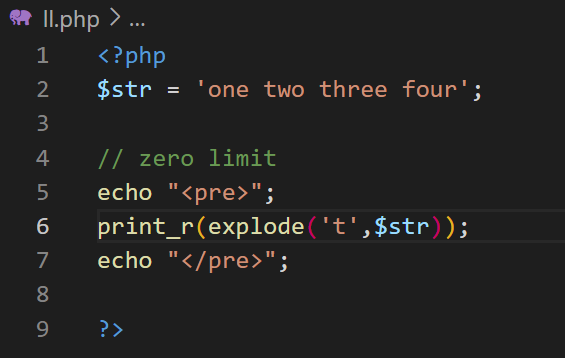 ll.php > ...
1 <?php
2 $str = 'one two three four';
3
4 // zero limit
5 echo "<pre>";
6 print_r(explode('t',$str));
7 echo "</pre>";
8
9 ?>